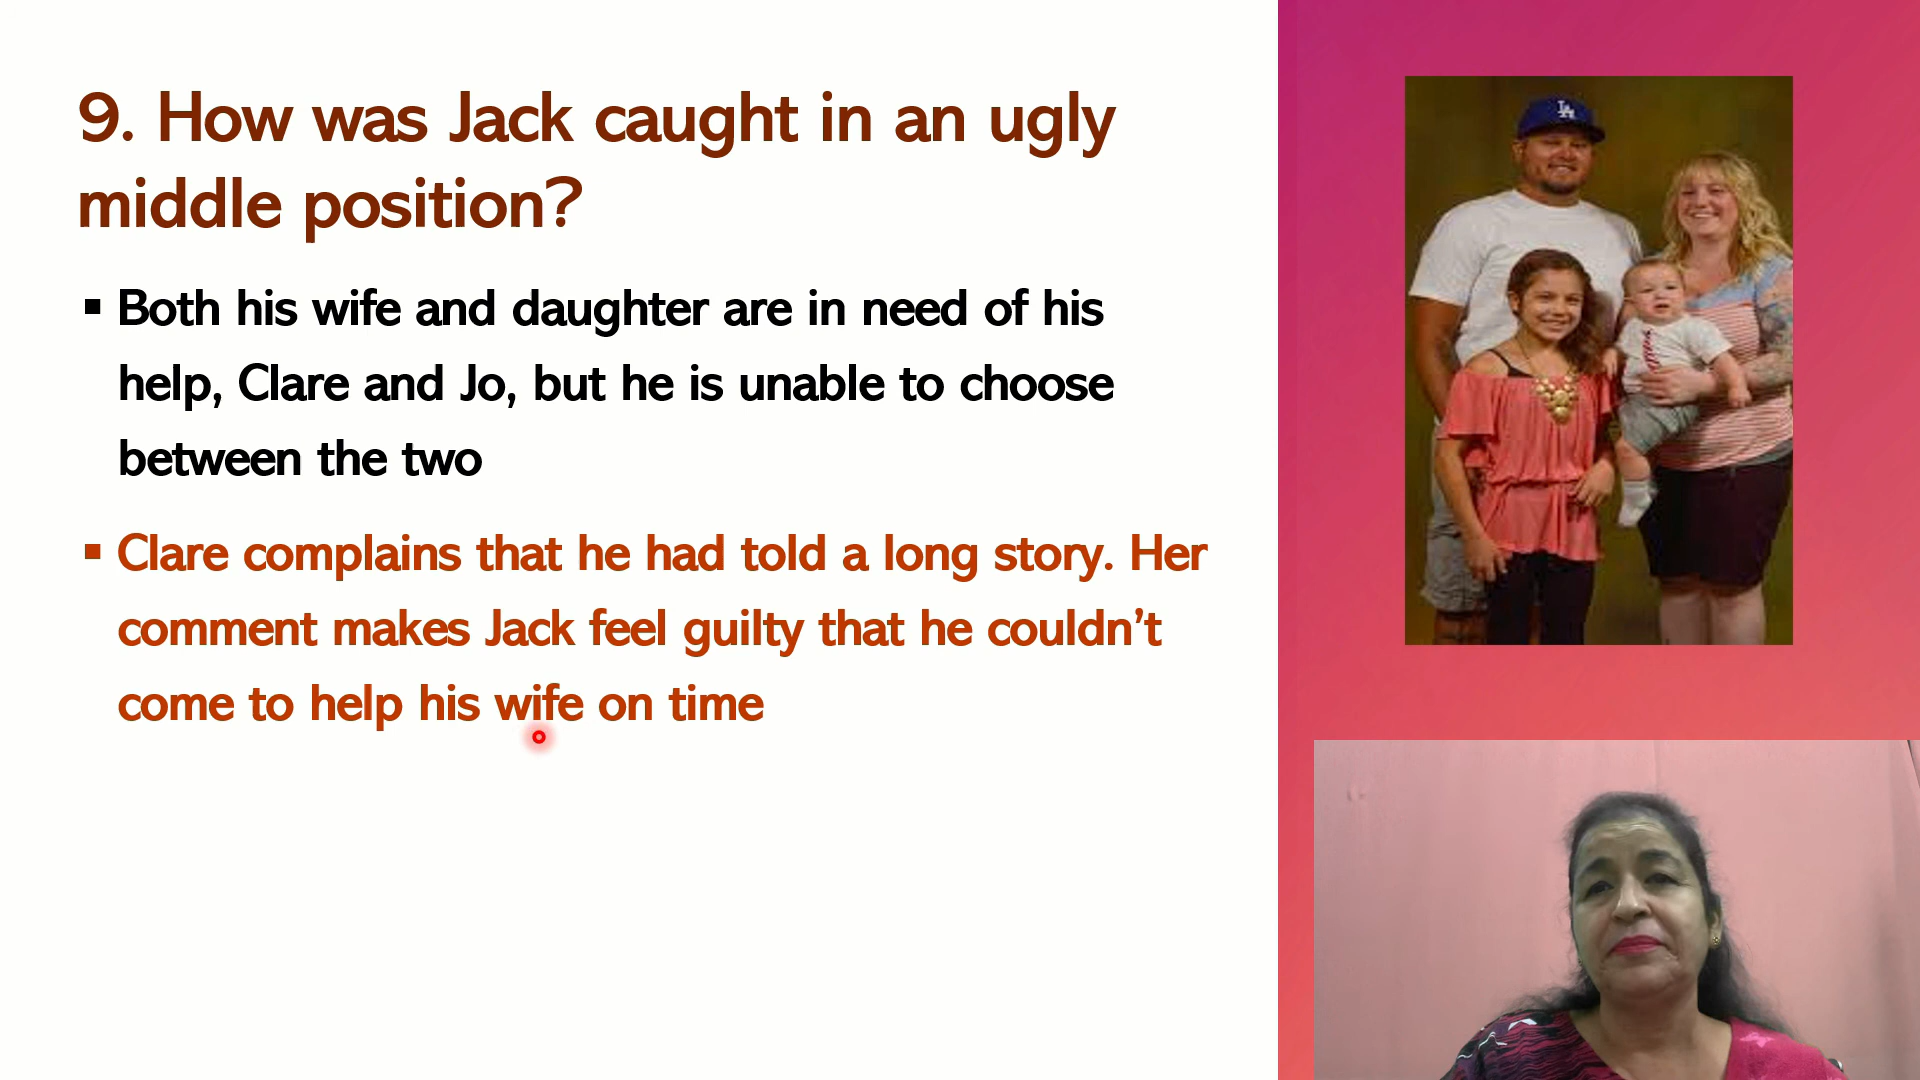 9. How was Jack caught in an ugly
middle position?
▪ Both his wife and daughter are in need of his
help, Clare and Jo, but he is unable to choose
between the two
▪ Clare complains that he had told a long story. Her
comment makes Jack feel guilty that he couldn’t
come to help his wife on time
LA